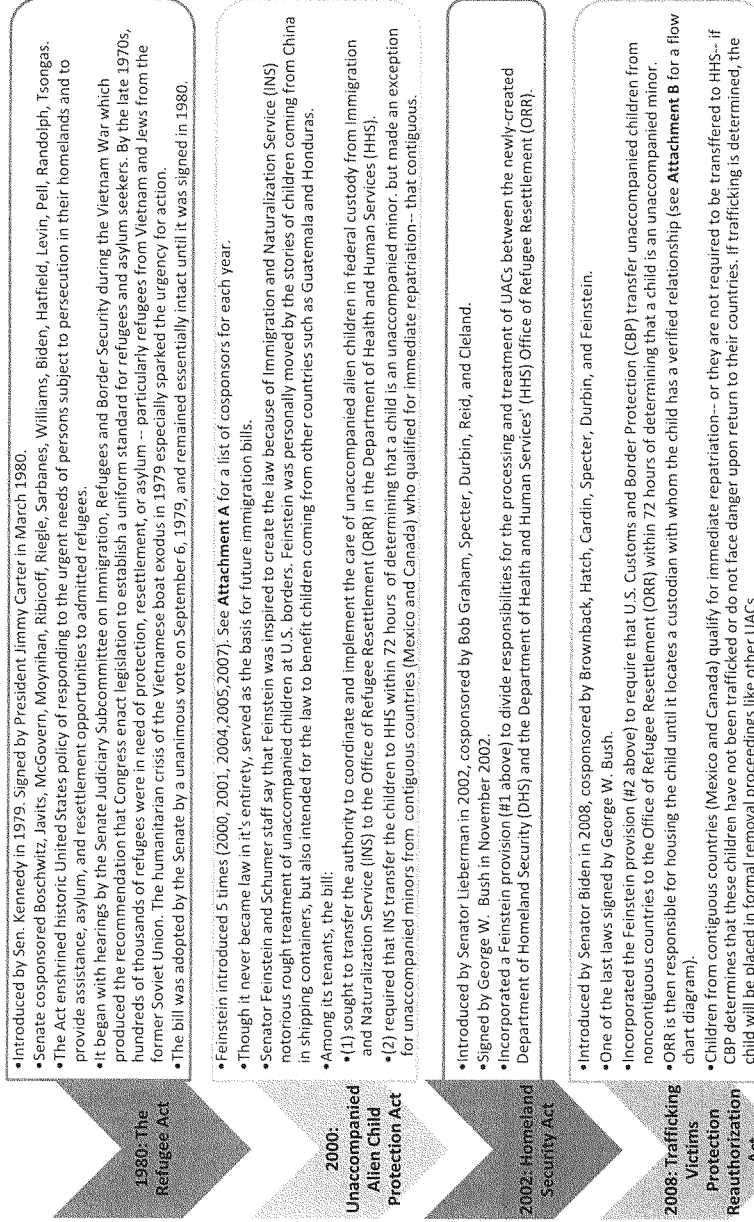 1980: The
Refugee Act
•Introduced by Sen. Kennedy in 1979. Signed by President Jimmy Carter in March 1980.
•Senate cosponsored Boschwitz, Javits, McGovern, Moynihan, Ribicoff, Riegle, Sarbanes, Williams, Biden, Hatfield, Levin, Pell, Randolph, Tsongas.
•The Act enshrined historic United States policy of responding to the urgent needs of persons subject to persecution in their homelands and to
provide assistance, asylum, and resettlement opportunities to admitted refugees.
•It began with hearings by the Senate Judiciary Subcommittee on Immigration, Refugees and Border Security during the Vietnam War which
produced the recommendation that Congress enact legislation to establish a uniform standard for refugees and asylum seekers. By the late 1970s,
hundreds of thousands of refugees were in need of protection, resettlement, or asylum -- particularly refugees from Vietnam and Jews from the
former Soviet Union. The humanitarian crisis of the Vietnamese boat exodus in 1979 especially sparked the urgency for action.
•The bill was adopted by the Senate by a unanimous vote on September 6, 1979, and remained essentially intact until it was signed in 1980.
2000:
Unaccompanied
Alien Child
Protection Act
•Feinstein introduced 5 times (2000, 2001, 2004,2005,2007). See Attachment A for a list of cosponsors for each year.
•Though it never became law in it's entirety, served as the basis for future immigration bills.
•Senator Feinstein and Schumer staff say that Feinstein was inspired to create the law because of Immigration and Naturalization Service (INS)
notorious rough treatment of unaccompanied children at U.S. borders. Feinstein was personally moved by the stories of children coming from China
in shipping containers, but also intended for the law to benefit children coming from other countries such as Guatemala and Honduras.
•Among its tenants, the bill:
•(1) sought to transfer the authority to coordinate and implement the care of unaccompanied alien children in federal custody from Immigration
and Naturalization Service (INS) to the Office of Refugee Resettlement (ORR) in the Department of Health and Human Services (HHS).
•(2) required that INS transfer the children to HHS within 72 hours of determining that a child is an unaccompanied minor. but made an exception
for unaccompanied minors from contiguous countries (Mexico and Canada) who qualified for immediate repatriation-- that contiguous.
2002: Homeland
Security Act
•Introduced by Senator Lieberman in 2002, cosponsored by Bob Graham, Specter, Durbin, Reid, and Cleland.
•Signed by George W. Bush in November 2002.
•Incorporated a Feinstein provision (#1 above) to divide responsibilities for the processing and treatment of UACs between the newly-created
Department of Homeland Security (DHS) and the Department of Health and Human Services' (HHS) Office of Refugee Resettlement (ORR).
2008: Trafficking
Victims
Protection
Reauthorization
•Introduced by Senator Biden in 2008, cosponsored by Brownback, Hatch, Cardin, Specter, Durbin, and Feinstein.
•One of the last laws signed by George W. Bush.
•Incorporated the Feinstein provision (#2 above) to require that U.S. Customs and Border Protection (CBP) transfer unaccompanied children from
noncontiguous countries to the Office of Refugee Resettlement (ORR) within 72 hours of determining that a child is an unaccompanied minor.
•ORR is then responsible for housing the child until it locates a custodian with whom the child has a verified relationship (see Attachment B for a flow
chart diagram).
•Children from contiguous countries (Mexico and Canada) qualify for immediate repatriation-- or they are not required to be transffered to HHS-- if
CBP determines that these children have not been trafficked or do not face danger upon return to their countries. If trafficking is determined, the
child will be placed in formal removal proceedings like other UACs